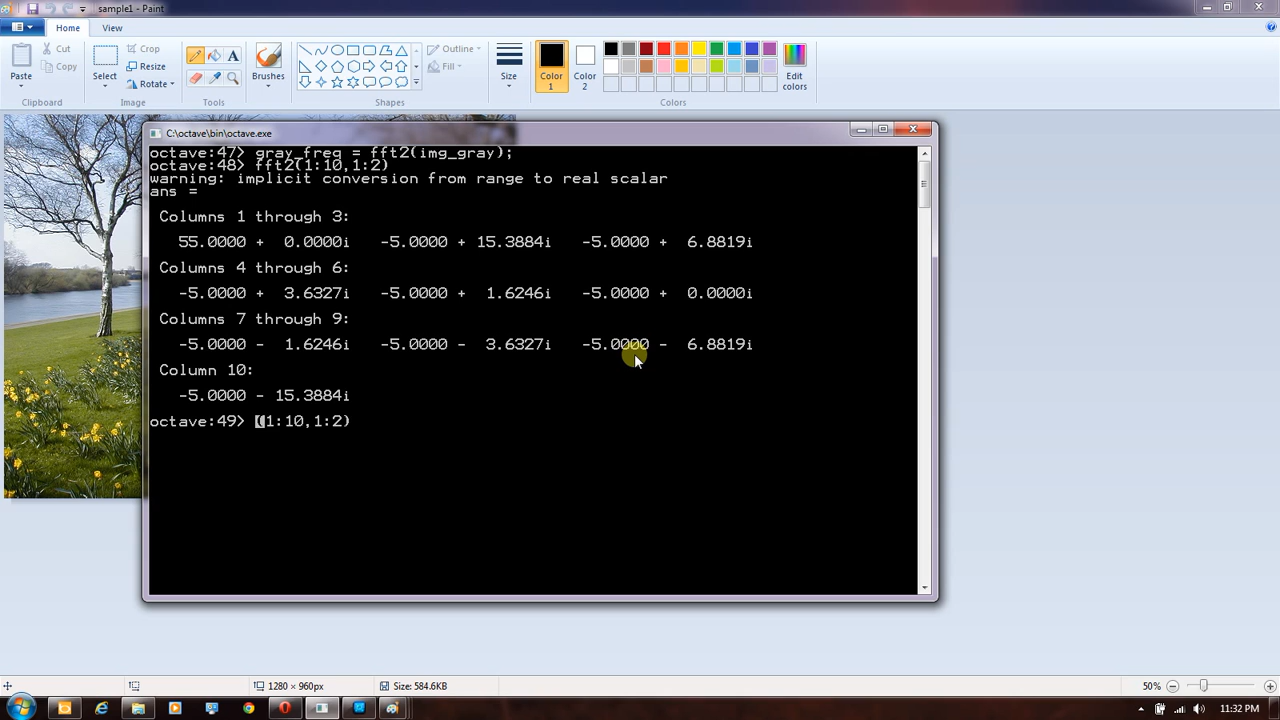 sample1 - Paint
Home View
Paste
Cut
Copy
Clipboard
Select
Crop
Resize
Rotate
Image
A
Tools
Brushes
Outline
Fill
Shapes
Size
Color 1
Color 2
Edit colors
Colors
C:\octave\bin\octave.exe
octave:47> gray_freq = fft2(img_gray);
octave:48> fft2(1:10,1:2)
warning: implicit conversion from range to real scalar
ans =
Columns 1 through 3:
55.0000 + 0.0000i -5.0000 + 15.3884i -5.0000 + 6.8819i
Columns 4 through 6:
-5.0000 + 3.6327i -5.0000 + 1.6246i -5.0000 + 0.0000i
Columns 7 through 9:
-5.0000 - 1.6246i -5.0000 - 3.6327i -5.0000 - 6.8819i
Column 10:
-5.0000 - 15.3884i
octave:49> (1:10,1:2)
1280 × 960px
Size: 584.6KB
50%
11:32 PM